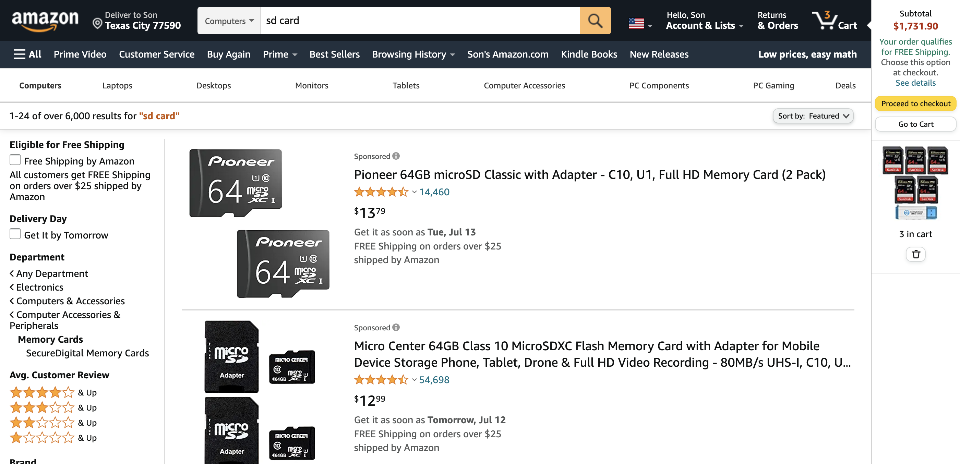 amazon
Deliver to Son
Texas City 77590
Computers
sd card
Hello, Son
Account & Lists
Returns
& Orders
3
Cart
All
Prime Video
Customer Service
Buy Again
Prime
Best Sellers
Browsing History
Son's Amazon.com
Kindle Books
New Releases
Low prices, easy math
Computers
Laptops
Desktops
Monitors
Tablets
Computer Accessories
PC Components
PC Gaming
Deals
1-24 of over 6,000 results for "sd card"
Sort by: Featured
Eligible for Free Shipping
Free Shipping by Amazon
All customers get FREE Shipping
on orders over $25 shipped by
Amazon
Delivery Day
Get It by Tomorrow
Department
Any Department
Electronics
Computers & Accessories
Computer Accessories &
Peripherals
Memory Cards
SecureDigital Memory Cards
Avg. Customer Review
& Up
& Up
& Up
& Up
Brand
Pioneer
64
micro
SD
XC I
Pioneer
64
micro
SD
XC I
Sponsored
Pioneer 64GB microSD Classic with Adapter - C10, U1, Full HD Memory Card (2 Pack)
14,460
$1379
Get it as soon as Tue, Jul 13
FREE Shipping on orders over $25
shipped by Amazon
micro
SD
Adapter
MICRO CENTER
micro
SD
Adapter
MICRO CENTER
Sponsored
Micro Center 64GB Class 10 MicroSDXC Flash Memory Card with Adapter for Mobile
Device Storage Phone, Tablet, Drone & Full HD Video Recording - 80MB/s UHS-I, C10, U...
54,698
$1299
Get it as soon as Tomorrow, Jul 12
FREE Shipping on orders over $25
shipped by Amazon
Subtotal
$1,731.90
Your order qualifies
for FREE Shipping.
Choose this option
at checkout.
See details
Proceed to checkout
Go to Cart
3 in cart